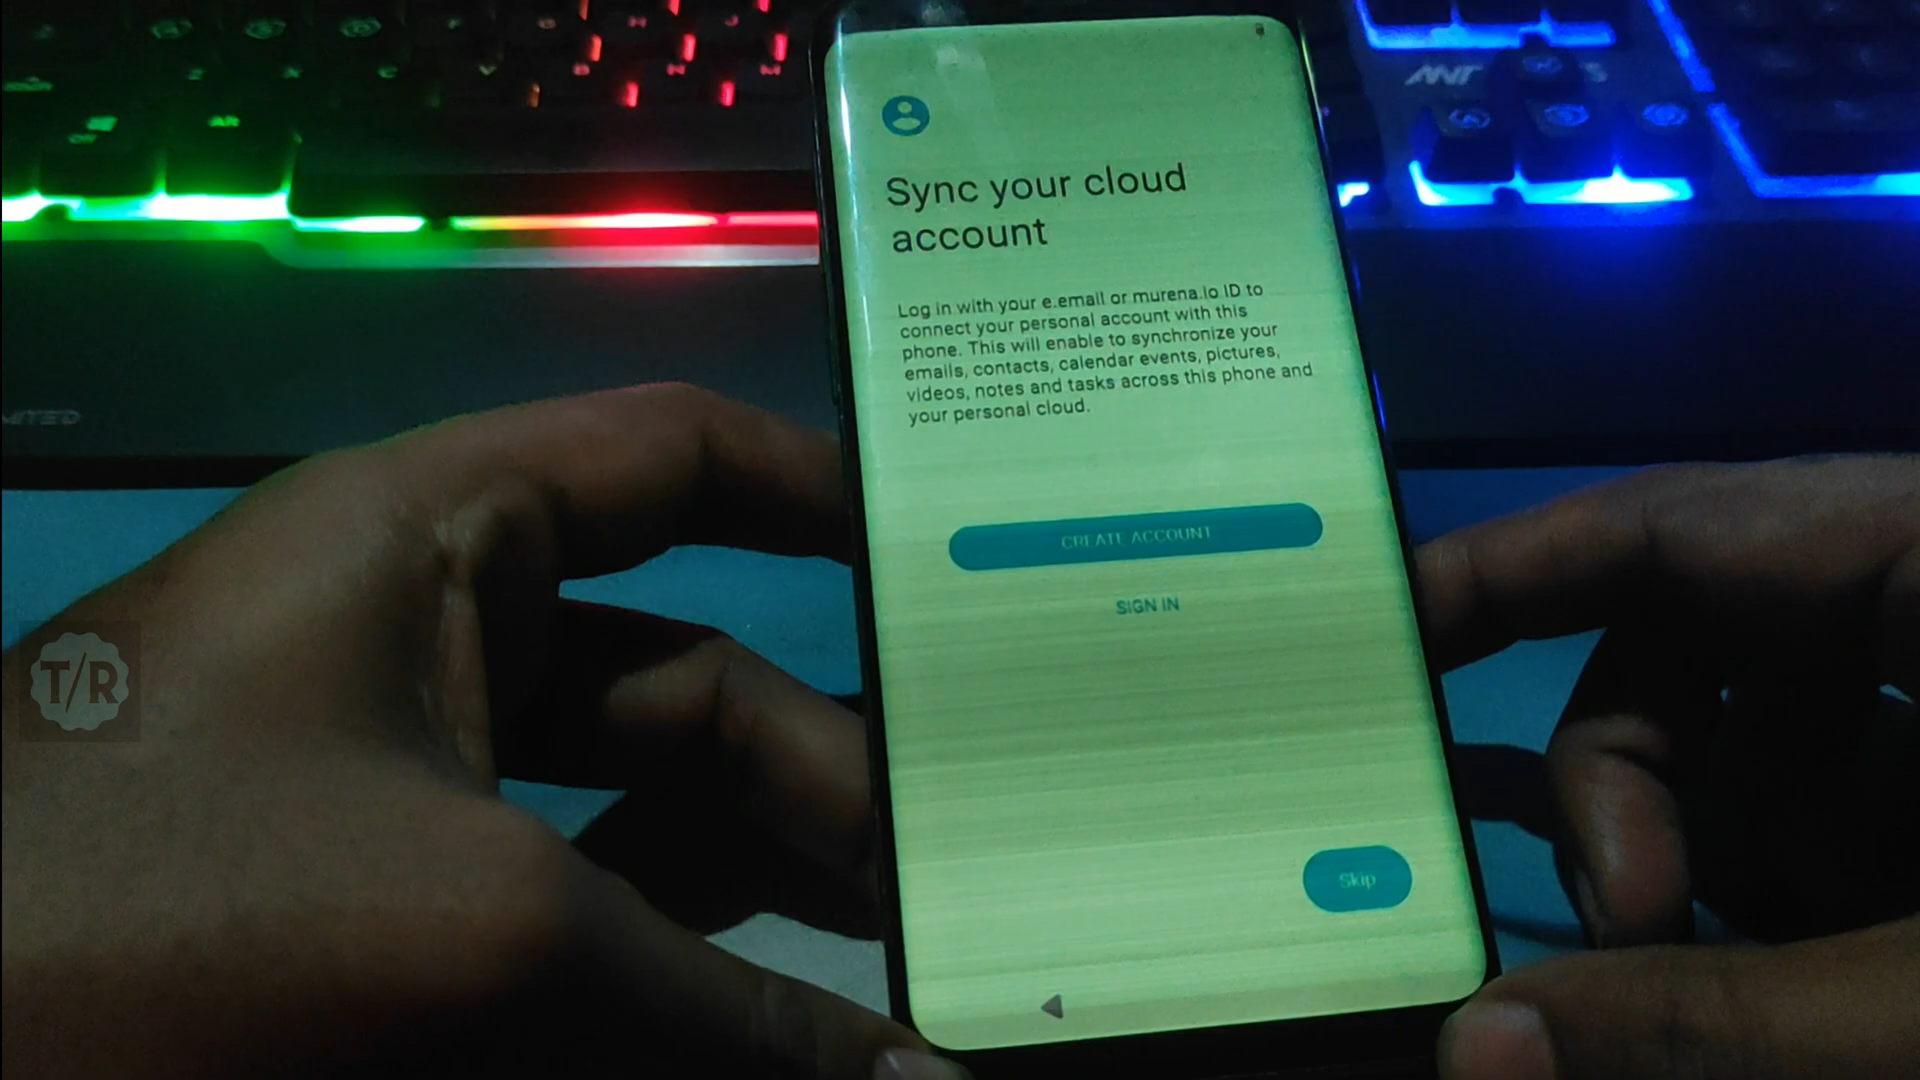 Sync your cloud
account
Log in with your e.email or murena.io ID to
connect your personal account with this
phone. This will enable to synchronize your
emails, contacts, calendar events, pictures,
videos, notes and tasks across this phone and
your personal cloud.
CREATE ACCOUNT
SIGN IN
Skip
T/R